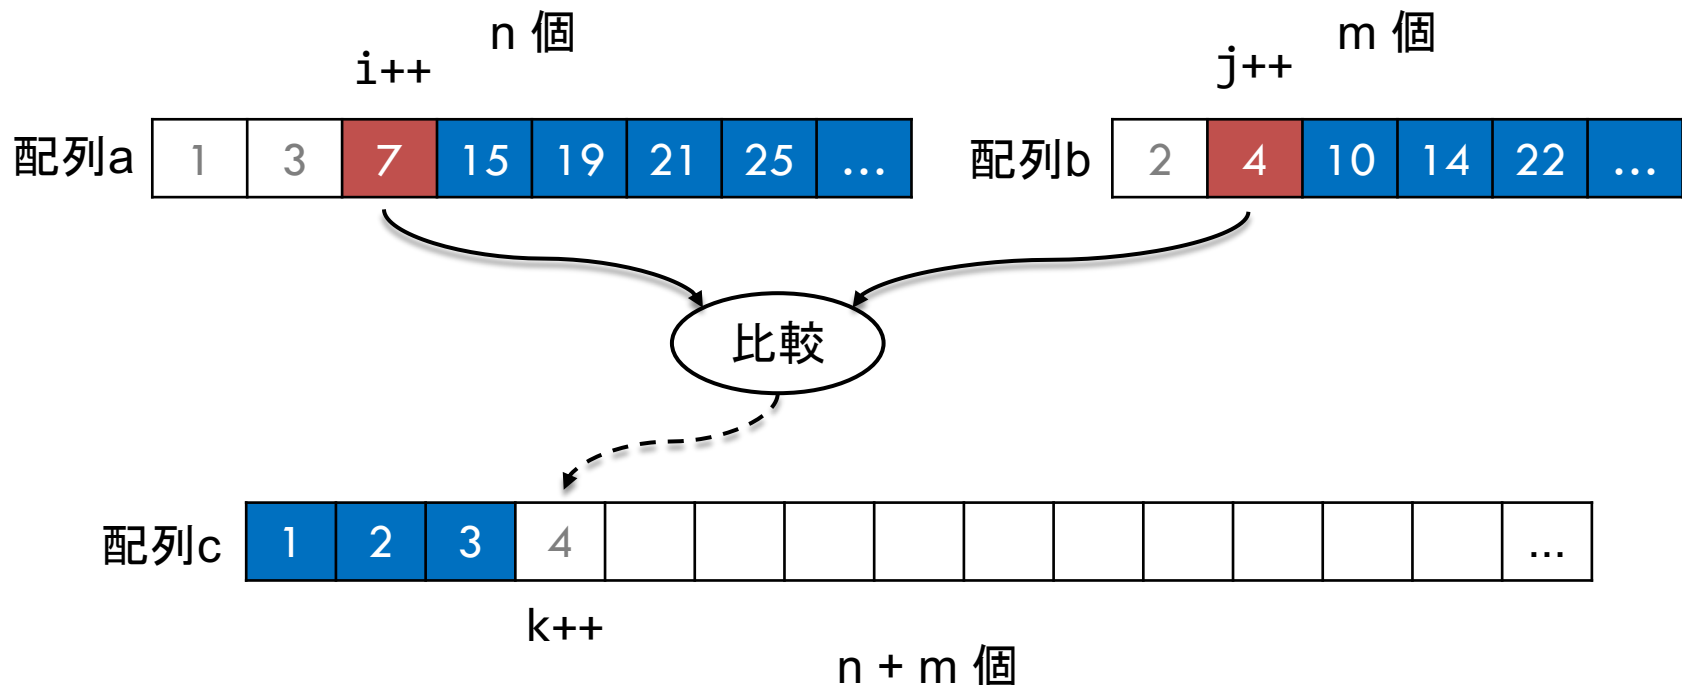 n 個
m 個
i++
j++
配列a 1 3 7 15 19 21 25 ...
配列b 2 4 10 14 22 ...
比較
配列c 1 2 3 4 ...
k++
n + m 個